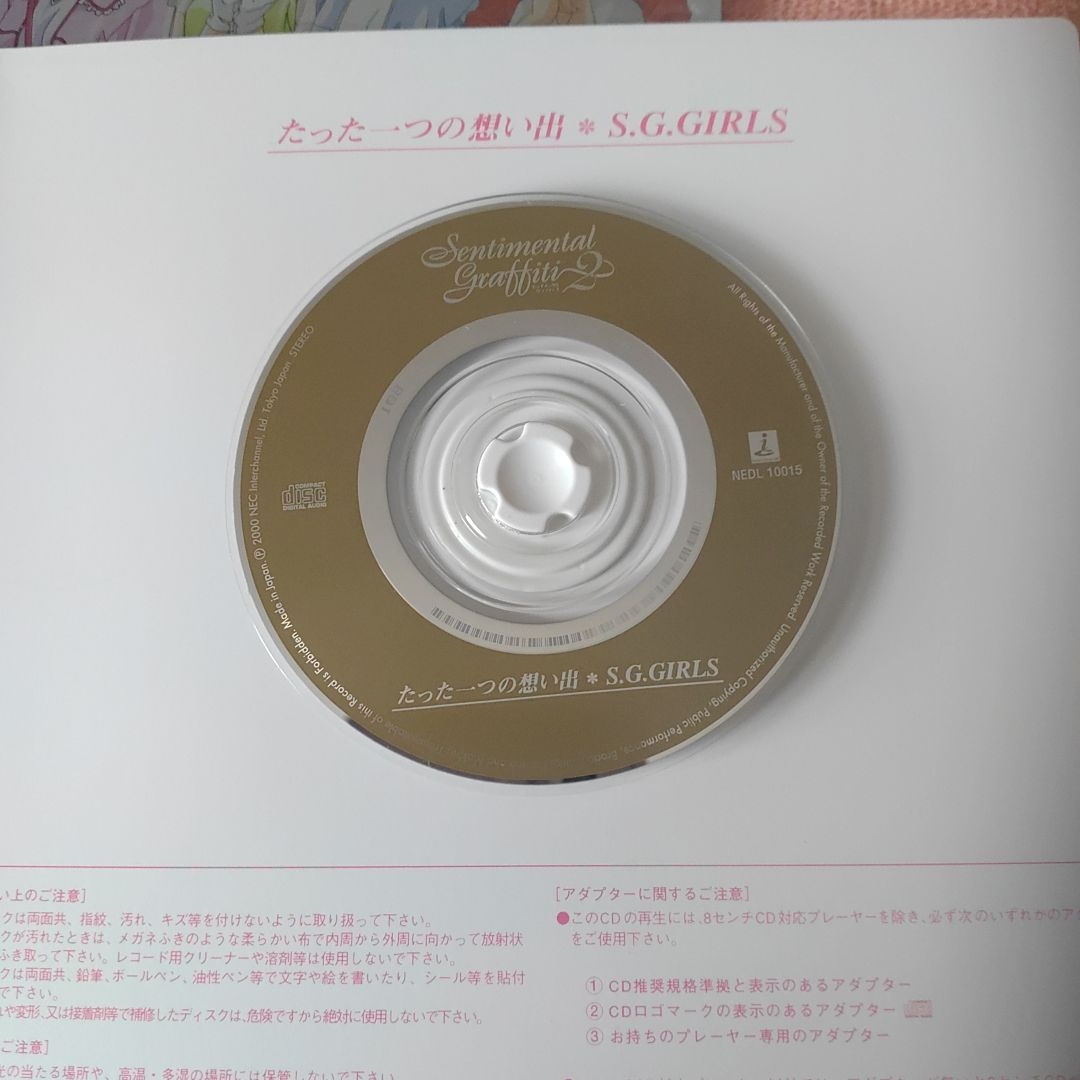 たった一つの想い出 * S.G.GIRLS
Sentimental
Graffiti 2
All Rights of the Manufacturer and of the Owner of the Recorded Work Reserved. Unauthorized Copying, Public Performance,
of this Record is Forbidden. Made in Japan. Ⓟ 2000 NEC Interchannel, Ltd. Tokyo Japan STEREO
COMPACT
disc
DIGITAL AUDIO
NEDL 10015
たった一つの想い出 * S.G.GIRLS
い上のご注意]
クは両面共、指紋、汚れ、キズ等を付けないように取り扱って下さい。
クが汚れたときは、メガネふきのような柔らかい布で内周から外周に向かって放射状
ふき取って下さい。レコード用クリーナーや溶剤等は使用しないで下さい。
クは両面共、鉛筆、ボールペン、油性ペン等で文字や絵を書いたり、シール等を貼付
で下さい。
れや変形、又は接着剤等で補修したディスクは、危険ですから絶対に使用しないで下さい。
ご注意]
光の当たる場所や、高温・多湿の場所には保管しないで下さい。
[アダプターに関するご注意]
●このCDの再生には、8センチCD対応プレーヤーを除き、必ず次のいずれかのア
をご使用下さい。
① CD推奨規格準拠と表示のあるアダプター
② CDロゴマークの表示のあるアダプター
③ お持ちのプレーヤー専用のアダプター